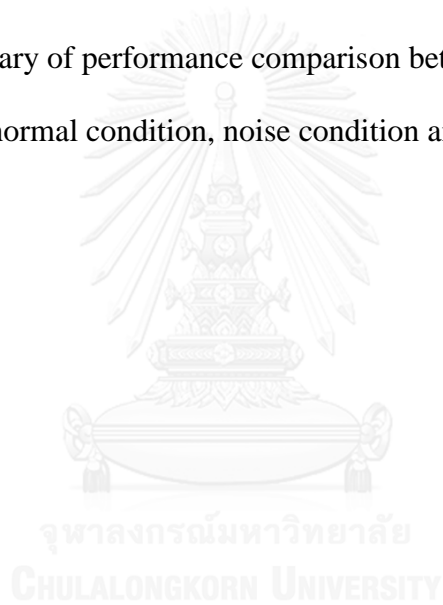 ary of performance comparison bet
normal condition, noise condition a
จุฬาลงกรณ์มหาวิทยาลัย
CHULALONGKORN UNIVERSITY